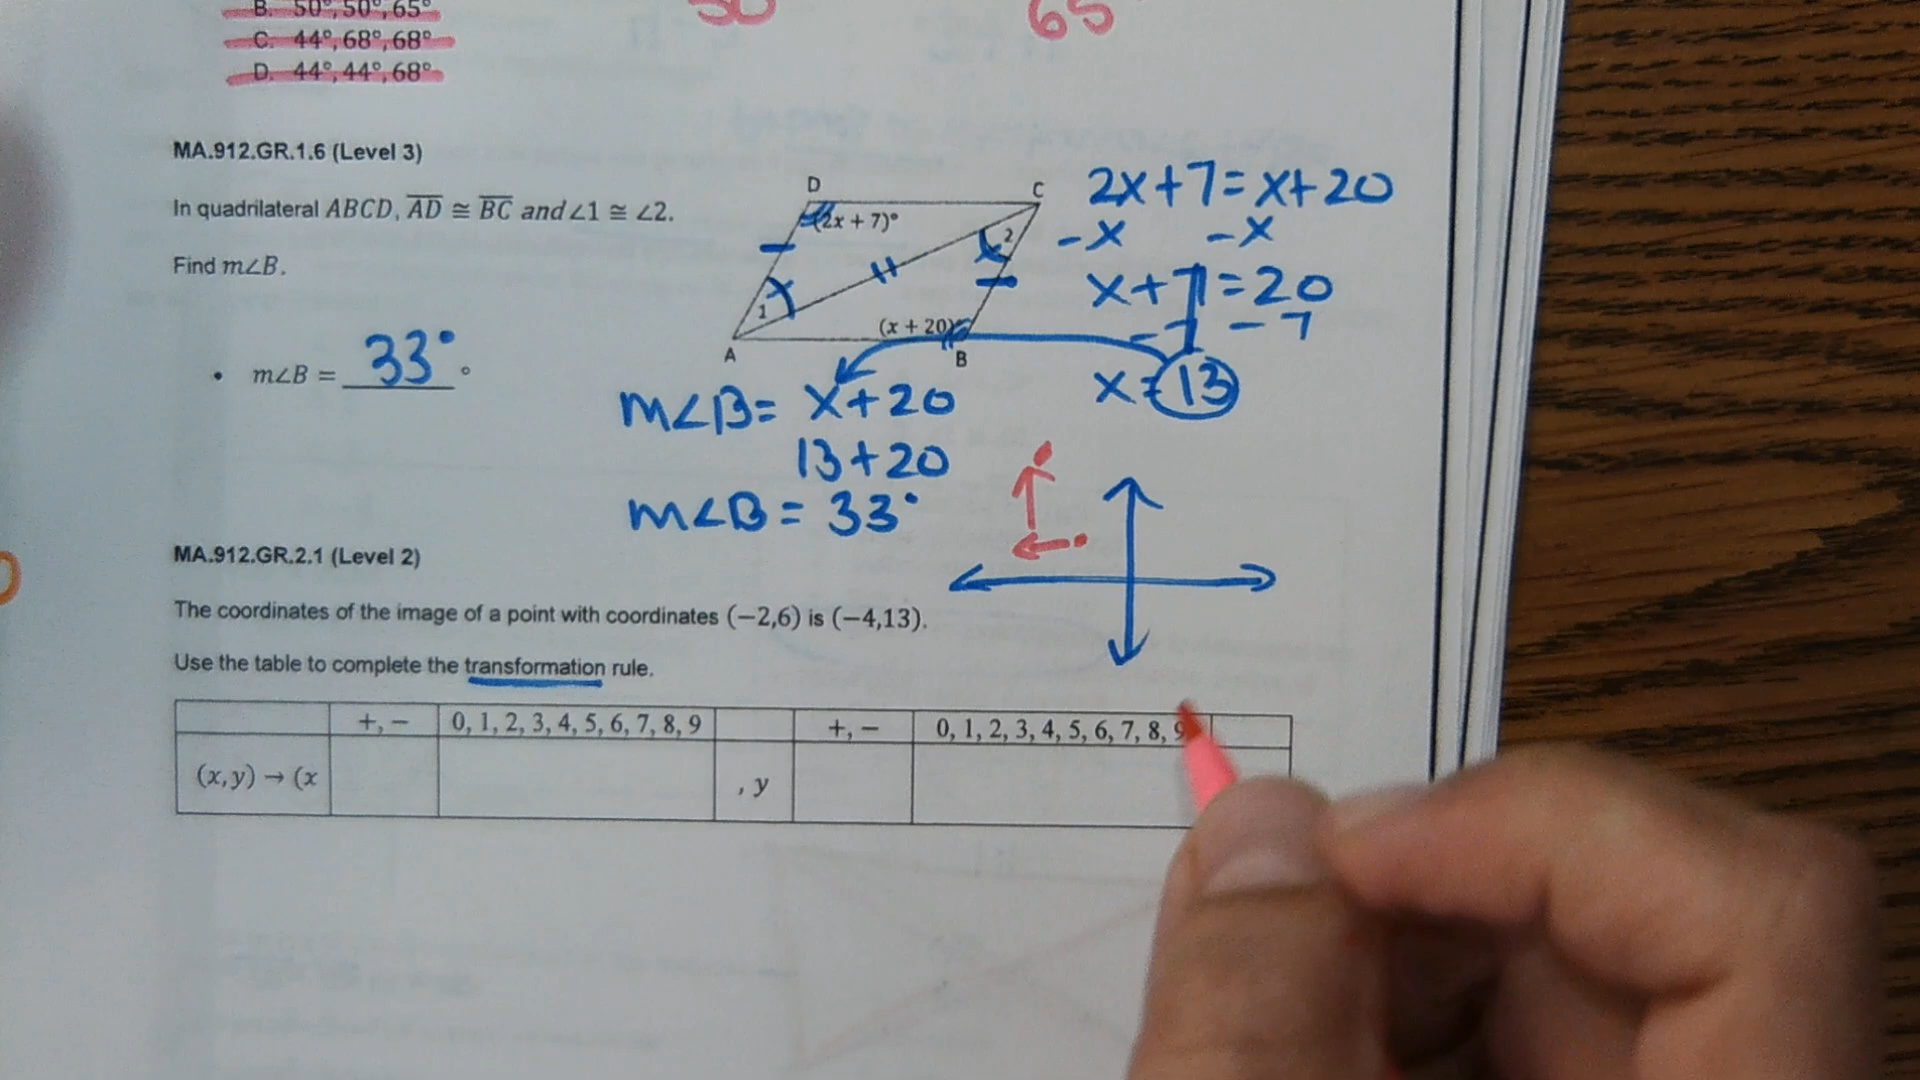 B. 50°, 50°, 65°
C. 44°, 68°, 68°
D. 44°, 44°, 68°
50
65
MA.912.GR.1.6 (Level 3)
In quadrilateral ABCD, AD ≅ BC and ∠1 ≅ ∠2.
Find m∠B.
• m∠B = 33° °
D
C
(2x + 7)°
2
1
x
x
(x + 20)°
A
B
2x+7=x+20
-x -x
x+7=20
-7 -7
x=13
m∠B= x+20
13+20
m∠B= 33°
MA.912.GR.2.1 (Level 2)
The coordinates of the image of a point with coordinates (−2,6) is (−4,13).
Use the table to complete the transformation rule.
+, − 0, 1, 2, 3, 4, 5, 6, 7, 8, 9 +, − 0, 1, 2, 3, 4, 5, 6, 7, 8, 9
(x, y) → (x , y